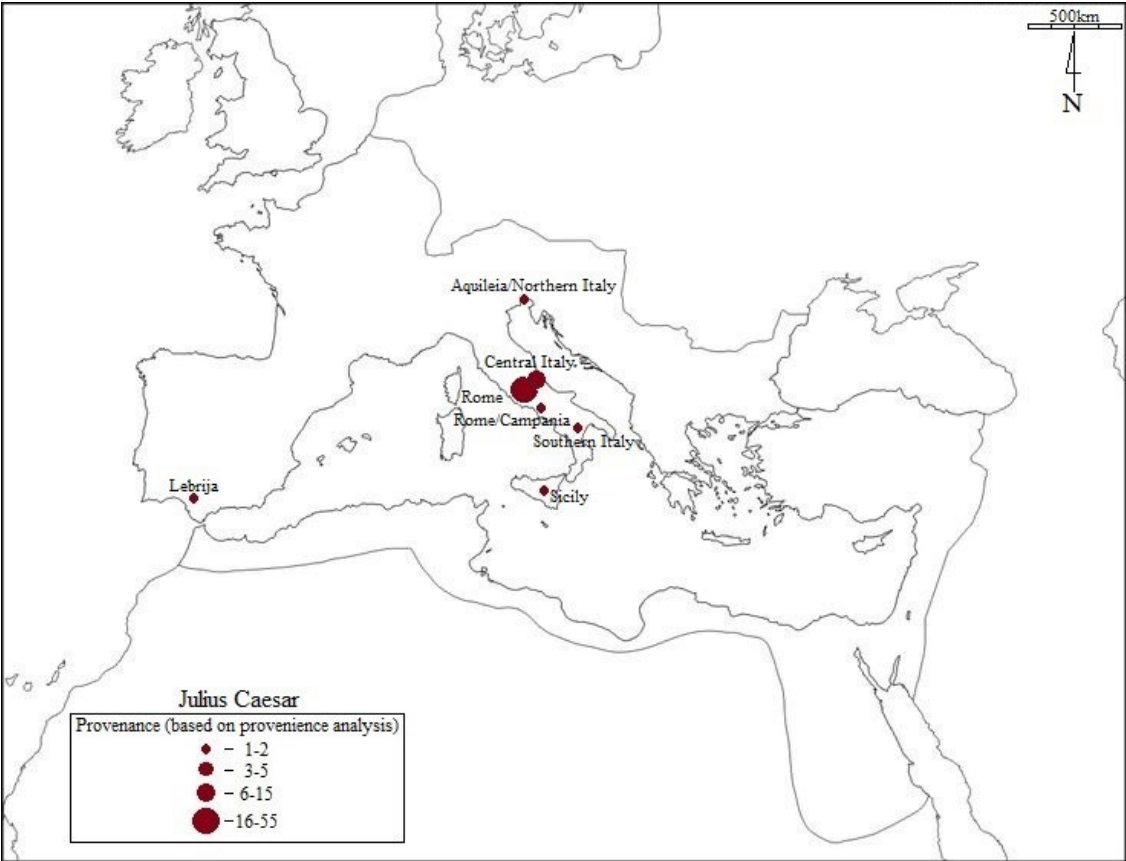 500km
N
Aquileia/Northern Italy
Central Italy
Rome
Rome/Campania
Southern Italy
Lebrija
Sicily
Julius Caesar
Provenance (based on provenience analysis)
– 1-2
– 3-5
– 6-15
–16-55